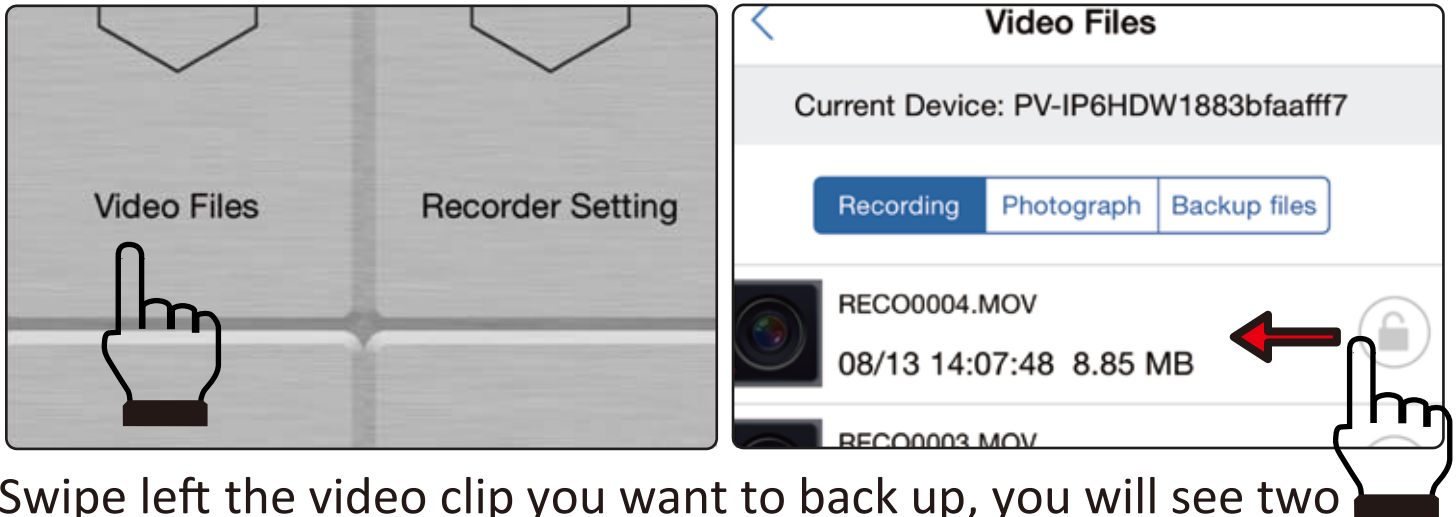 Video Files
Recorder Setting
Video Files
Current Device: PV-IP6HDW1883bfaafff7
Recording Photograph Backup files
RECO0004.MOV
08/13 14:07:48 8.85 MB
RECO0003.MOV
Swipe left the video clip you want to back up, you will see two